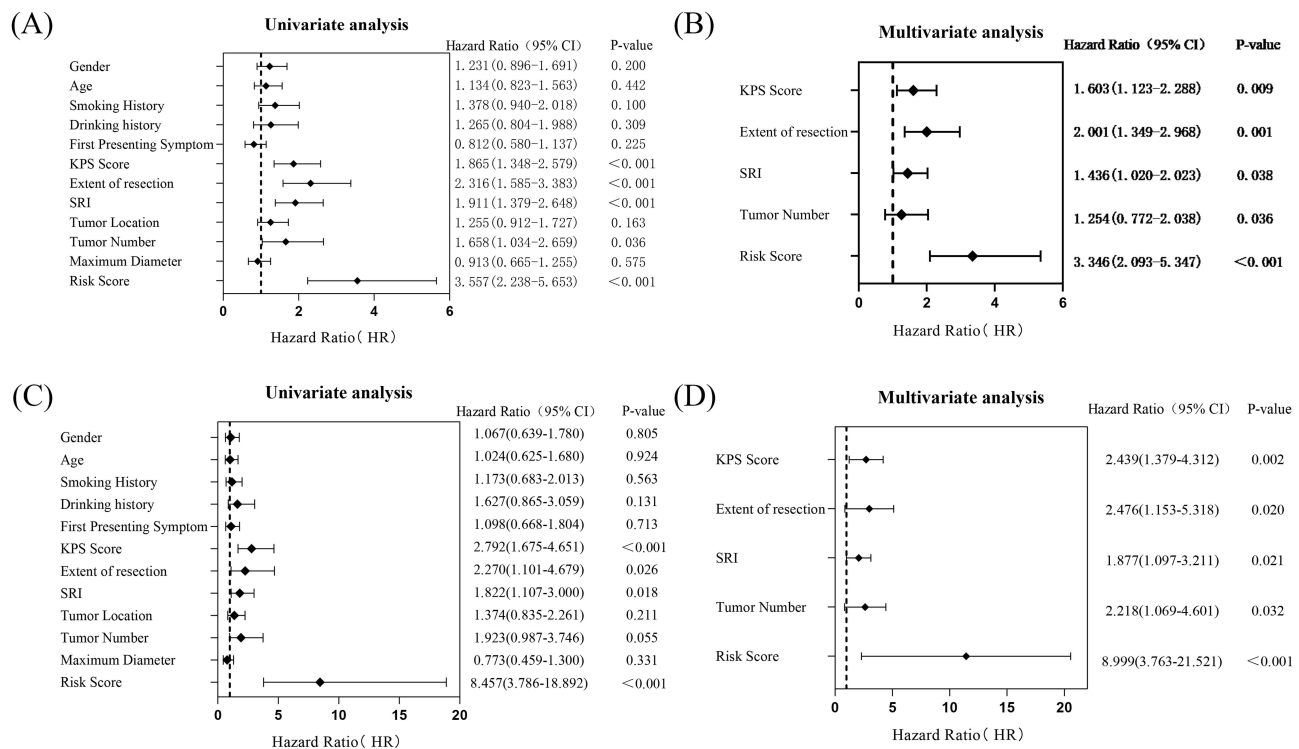 (A)
Univariate analysis
Hazard Ratio（95% CI） P-value
Gender 1.231(0.896-1.691) 0.200
Age 1.134(0.823-1.563) 0.442
Smoking History 1.378(0.940-2.018) 0.100
Drinking history 1.265(0.804-1.988) 0.309
First Presenting Symptom 0.812(0.580-1.137) 0.225
KPS Score 1.865(1.348-2.579) ＜0.001
Extent of resection 2.316(1.585-3.383) ＜0.001
SRI 1.911(1.379-2.648) ＜0.001
Tumor Location 1.255(0.912-1.727) 0.163
Tumor Number 1.658(1.034-2.659) 0.036
Maximum Diameter 0.913(0.665-1.255) 0.575
Risk Score 3.557(2.238-5.653) ＜0.001
0 2 4 6
Hazard Ratio( HR)
(B)
Multivariate analysis
Hazard Ratio（95% CI） P-value
KPS Score 1.603(1.123-2.288) 0.009
Extent of resection 2.001(1.349-2.968) 0.001
SRI 1.436(1.020-2.023) 0.038
Tumor Number 1.254(0.772-2.038) 0.036
Risk Score 3.346(2.093-5.347) ＜0.001
0 2 4 6
Hazard Ratio( HR)
(C)
Univariate analysis
Hazard Ratio（95% CI） P-value
Gender 1.067(0.639-1.780) 0.805
Age 1.024(0.625-1.680) 0.924
Smoking History 1.173(0.683-2.013) 0.563
Drinking history 1.627(0.865-3.059) 0.131
First Presenting Symptom 1.098(0.668-1.804) 0.713
KPS Score 2.792(1.675-4.651) ＜0.001
Extent of resection 2.270(1.101-4.679) 0.026
SRI 1.822(1.107-3.000) 0.018
Tumor Location 1.374(0.835-2.261) 0.211
Tumor Number 1.923(0.987-3.746) 0.055
Maximum Diameter 0.773(0.459-1.300) 0.331
Risk Score 8.457(3.786-18.892) ＜0.001
0 5 10 15 20
Hazard Ratio( HR)
(D)
Multivariate analysis
Hazard Ratio（95% CI） P-value
KPS Score 2.439(1.379-4.312) 0.002
Extent of resection 2.476(1.153-5.318) 0.020
SRI 1.877(1.097-3.211) 0.021
Tumor Number 2.218(1.069-4.601) 0.032
Risk Score 8.999(3.763-21.521) ＜0.001
0 5 10 15 20
Hazard Ratio( HR)